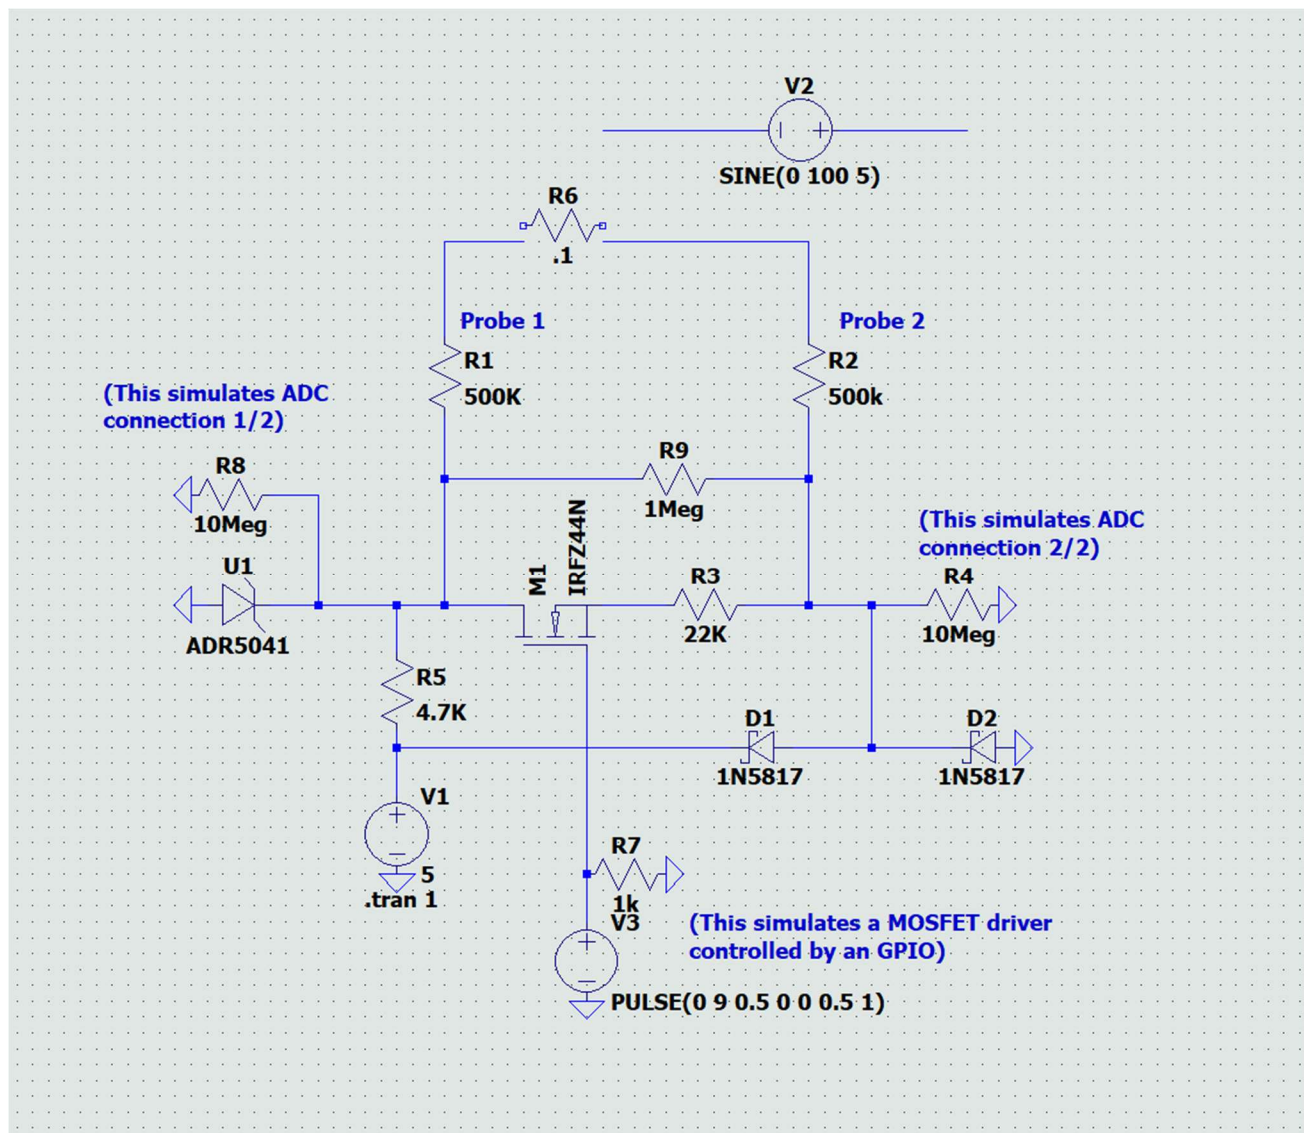 V2
SINE(0 100 5)
R6
.1
Probe 1
Probe 2
R1
500K
R2
500k
(This simulates ADC
connection 1/2)
R9
1Meg
R8
10Meg
(This simulates ADC
connection 2/2)
U1
ADR5041
M1
IRFZ44N
R3
22K
R4
10Meg
R5
4.7K
D1
1N5817
D2
1N5817
V1
5
.tran 1
R7
1k
V3
(This simulates a MOSFET driver
controlled by an GPIO)
PULSE(0 9 0.5 0 0 0.5 1)